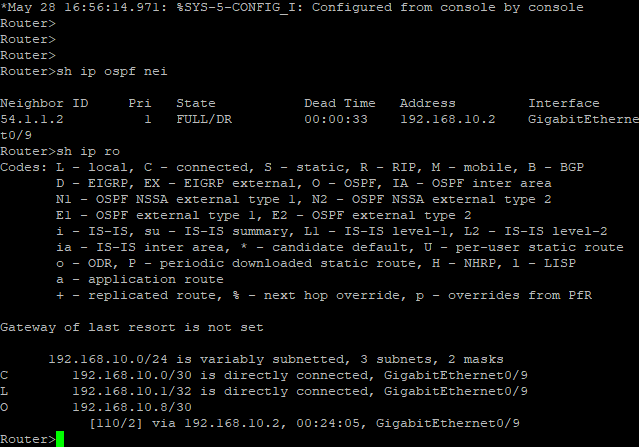 *May 28 16:56:14.971: %SYS-5-CONFIG_I: Configured from console by console
Router>
Router>
Router>
Router>sh ip ospf nei

Neighbor ID     Pri   State           Dead Time   Address         Interface
54.1.1.2          1   FULL/DR         00:00:33    192.168.10.2    GigabitEtherne
t0/9
Router>sh ip ro
Codes: L - local, C - connected, S - static, R - RIP, M - mobile, B - BGP
       D - EIGRP, EX - EIGRP external, O - OSPF, IA - OSPF inter area
       N1 - OSPF NSSA external type 1, N2 - OSPF NSSA external type 2
       E1 - OSPF external type 1, E2 - OSPF external type 2
       i - IS-IS, su - IS-IS summary, L1 - IS-IS level-1, L2 - IS-IS level-2
       ia - IS-IS inter area, * - candidate default, U - per-user static route
       o - ODR, P - periodic downloaded static route, H - NHRP, l - LISP
       a - application route
       + - replicated route, % - next hop override, p - overrides from PfR

Gateway of last resort is not set

      192.168.10.0/24 is variably subnetted, 3 subnets, 2 masks
C        192.168.10.0/30 is directly connected, GigabitEthernet0/9
L        192.168.10.1/32 is directly connected, GigabitEthernet0/9
O        192.168.10.8/30
           [110/2] via 192.168.10.2, 00:24:05, GigabitEthernet0/9
Router>